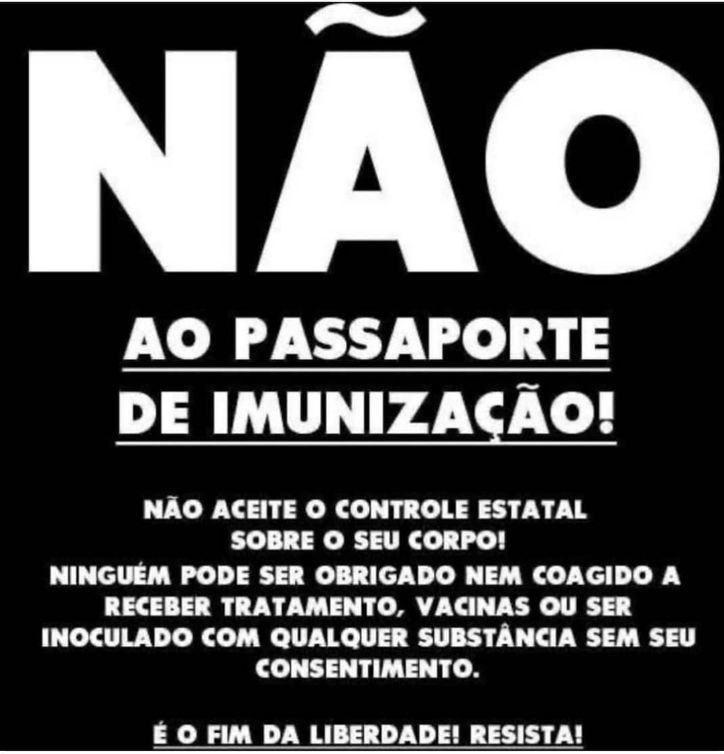 NÃO
AO PASSAPORTE
DE IMUNIZAÇÃO!
NÃO ACEITE O CONTROLE ESTATAL
SOBRE O SEU CORPO!
NINGUÉM PODE SER OBRIGADO NEM COAGIDO A
RECEBER TRATAMENTO, VACINAS OU SER
INOCULADO COM QUALQUER SUBSTÂNCIA SEM SEU
CONSENTIMENTO.
É O FIM DA LIBERDADE! RESISTA!